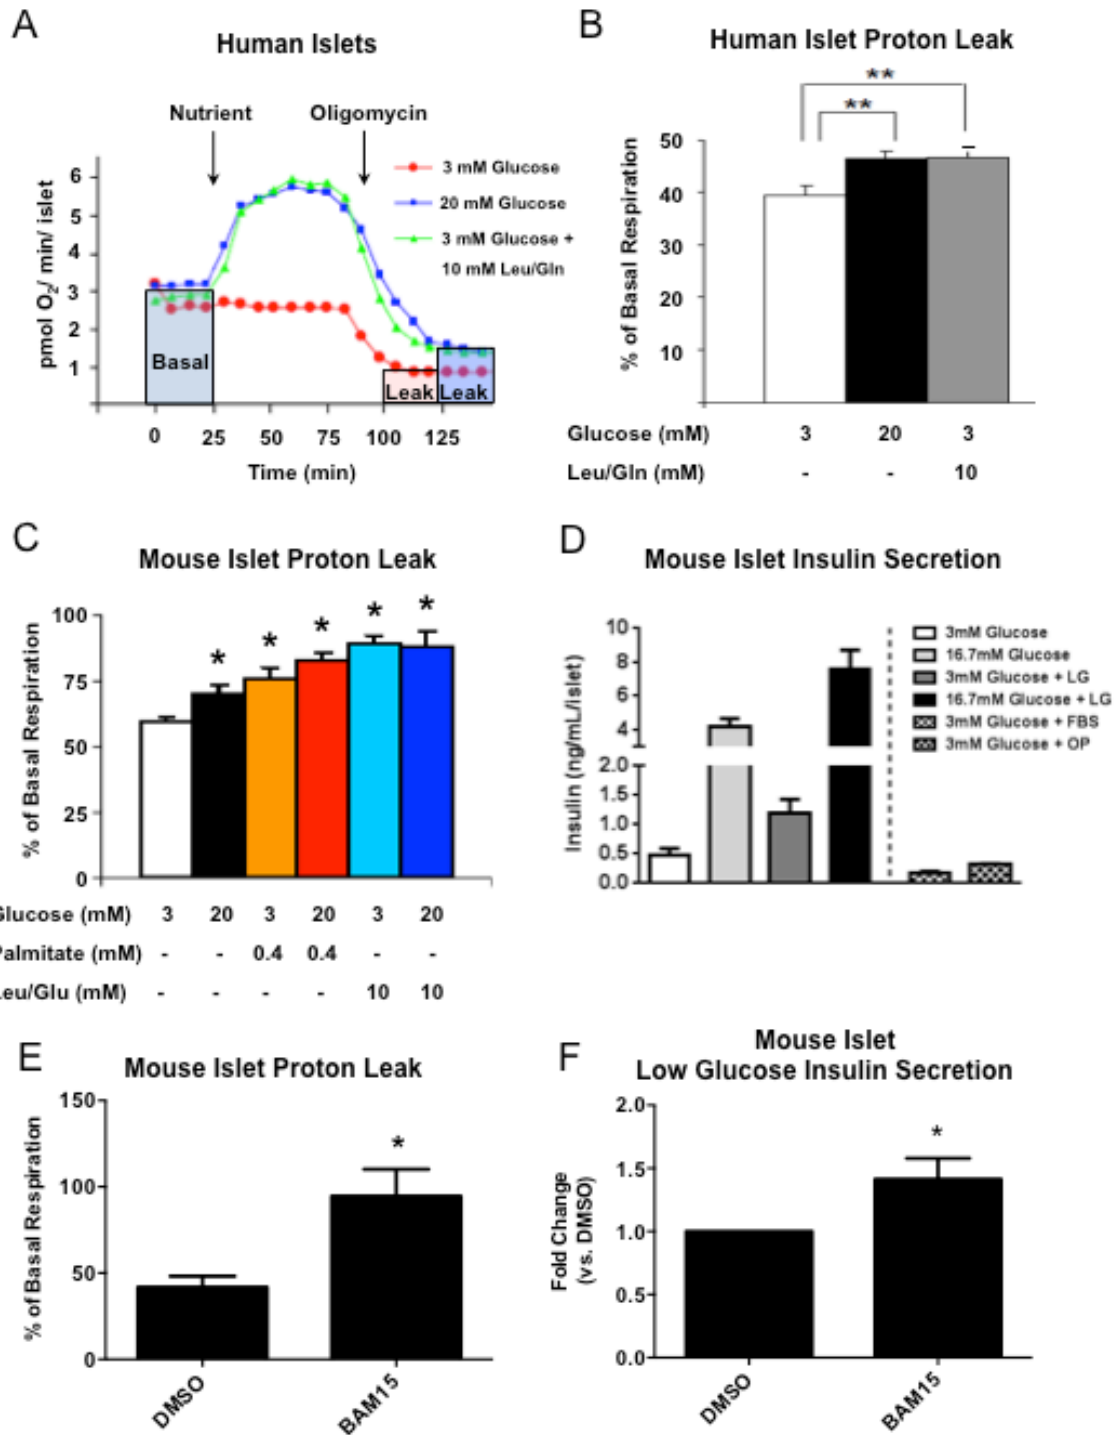 A
Human Islets
Nutrient
Oligomycin
3 mM Glucose
20 mM Glucose
3 mM Glucose +
10 mM Leu/Gln
pmol O2/ min/ islet
6
5
4
3
2
1
Basal
Leak
Leak
0 25 50 75 100 125
Time (min)
B
Human Islet Proton Leak
**
**
% of Basal Respiration
50
40
30
20
10
Glucose (mM) 3 20 3
Leu/Gln (mM) - - 10
C
Mouse Islet Proton Leak
% of Basal Respiration
100
75
50
25
0
* * * * *
Glucose (mM) 3 20 3 20 3 20
Palmitate (mM) - - 0.4 0.4 - -
Leu/Glu (mM) - - - - 10 10
D
Mouse Islet Insulin Secretion
Insulin (ng/mL/islet)
10
8
6
4
2.0
1.5
1.0
0.5
0.0
3mM Glucose
16.7mM Glucose
3mM Glucose + LG
16.7mM Glucose + LG
3mM Glucose + FBS
3mM Glucose + OP
E
Mouse Islet Proton Leak
% of Basal Respiration
150
100
50
0
*
DMSO
BAM15
F
Mouse Islet
Low Glucose Insulin Secretion
Fold Change
(vs. DMSO)
2.0
1.5
1.0
0.5
0.0
*
DMSO
BAM15